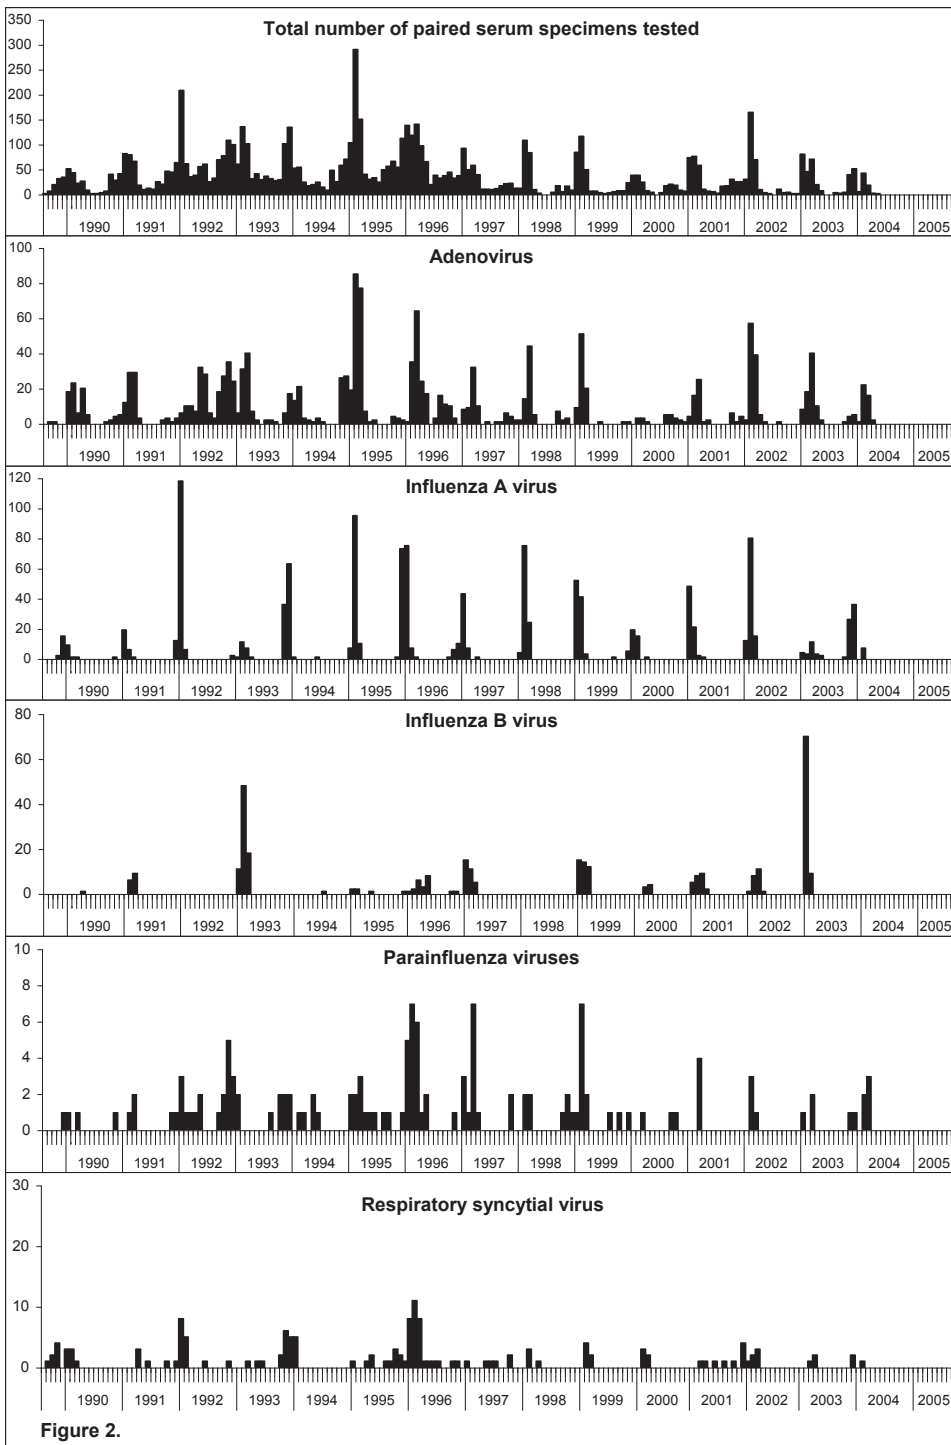 Total number of paired serum specimens tested
350
300
250
200
150
100
50
0
1990 1991 1992 1993 1994 1995 1996 1997 1998 1999 2000 2001 2002 2003 2004 2005
Adenovirus
100
80
60
40
20
0
1990 1991 1992 1993 1994 1995 1996 1997 1998 1999 2000 2001 2002 2003 2004 2005
Influenza A virus
120
100
80
60
40
20
0
1990 1991 1992 1993 1994 1995 1996 1997 1998 1999 2000 2001 2002 2003 2004 2005
Influenza B virus
80
60
40
20
0
1990 1991 1992 1993 1994 1995 1996 1997 1998 1999 2000 2001 2002 2003 2004 2005
Parainfluenza viruses
10
8
6
4
2
0
1990 1991 1992 1993 1994 1995 1996 1997 1998 1999 2000 2001 2002 2003 2004 2005
Respiratory syncytial virus
30
20
10
0
1990 1991 1992 1993 1994 1995 1996 1997 1998 1999 2000 2001 2002 2003 2004 2005
Figure 2.